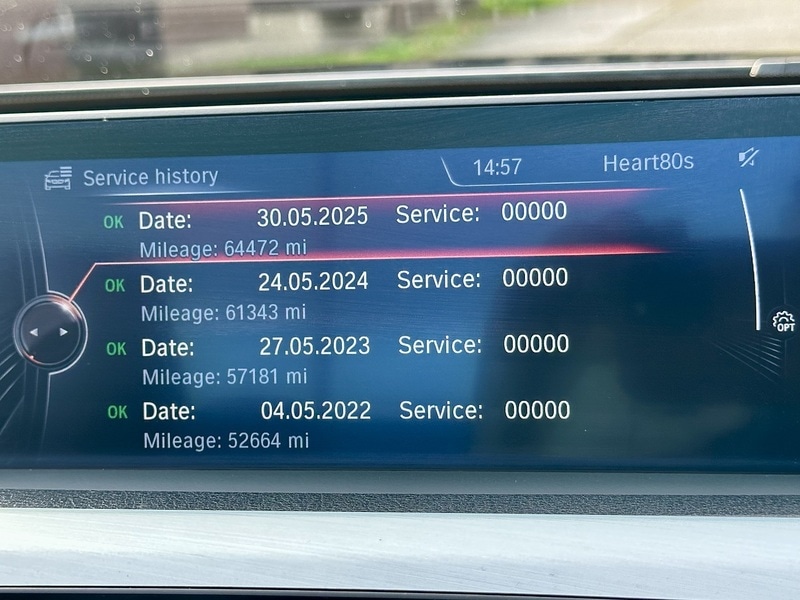 Service history 14:57 Heart80s
OK Date: 30.05.2025 Service: 00000
Mileage: 64472 mi
OK Date: 24.05.2024 Service: 00000
Mileage: 61343 mi
OPT
OK Date: 27.05.2023 Service: 00000
Mileage: 57181 mi
OK Date: 04.05.2022 Service: 00000
Mileage: 52664 mi